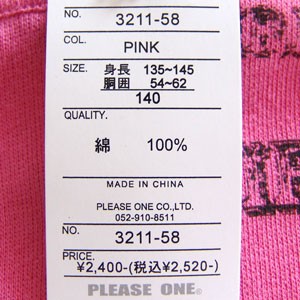 NO. 3211-58
COL. PINK
SIZE. 身長 135~145
胴囲 54~62
140
QUALITY.
綿 100%
MADE IN CHINA
PLEASE ONE CO.,LTD.
052-910-8511
NO. 3211-58
PRICE.
¥2,400-(税込¥2,520-)
PLEASE ONE®